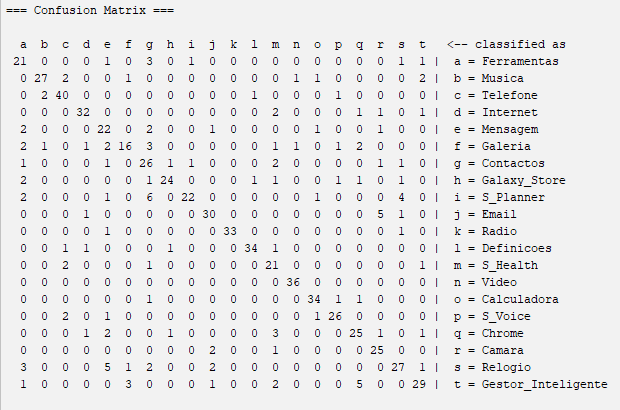 === Confusion Matrix ===
a b c d e f g h i j k l m n o p q r s t <-- classified as
21 0 0 0 1 0 3 0 1 0 0 0 0 0 0 0 0 0 1 1 | a = Ferramentas
0 27 2 0 0 1 0 0 0 0 0 0 0 1 1 0 0 0 0 2 | b = Musica
0 2 40 0 0 0 0 0 0 0 0 1 0 0 0 1 0 0 0 0 | c = Telefone
0 0 0 32 0 0 0 0 0 0 0 0 2 0 0 0 1 1 0 1 | d = Internet
2 0 0 0 22 0 2 0 0 1 0 0 0 0 1 0 0 1 0 0 | e = Mensagem
2 1 0 1 2 16 3 0 0 0 0 0 1 1 0 1 2 0 0 0 | f = Galeria
1 0 0 0 1 0 26 1 1 0 0 0 2 0 0 0 0 1 1 0 | g = Contactos
2 0 0 0 0 0 1 24 0 0 0 1 1 0 0 1 1 0 1 0 | h = Galaxy_Store
2 0 0 0 1 0 6 0 22 0 0 0 0 0 1 0 0 0 4 0 | i = S_Planner
0 0 0 1 0 0 0 0 0 30 0 0 0 0 0 0 0 5 1 0 | j = Email
0 0 0 0 1 0 0 0 0 0 33 0 0 0 0 0 0 0 1 0 | k = Radio
0 0 1 1 0 0 0 1 0 0 0 34 1 0 0 0 0 0 0 0 | l = Definicoes
0 0 2 0 0 0 1 0 0 0 0 0 21 0 0 0 0 0 0 1 | m = S_Health
0 0 0 0 0 0 0 0 0 0 0 0 0 36 0 0 0 0 0 0 | n = Video
0 0 0 0 0 0 1 0 0 0 0 0 0 0 34 1 1 0 0 0 | o = Calculadora
0 0 2 0 1 0 0 0 0 0 0 0 0 0 1 26 0 0 0 0 | p = S_Voice
0 0 0 1 2 0 0 1 0 0 0 0 3 0 0 0 25 1 0 1 | q = Chrome
0 0 0 0 0 0 0 0 0 2 0 0 1 0 0 0 0 25 0 0 | r = Camara
3 0 0 0 5 1 2 0 0 2 0 0 0 0 0 0 0 0 27 1 | s = Relogio
1 0 0 0 0 3 0 0 0 1 0 0 2 0 0 0 5 0 0 29 | t = Gestor_Inteligente